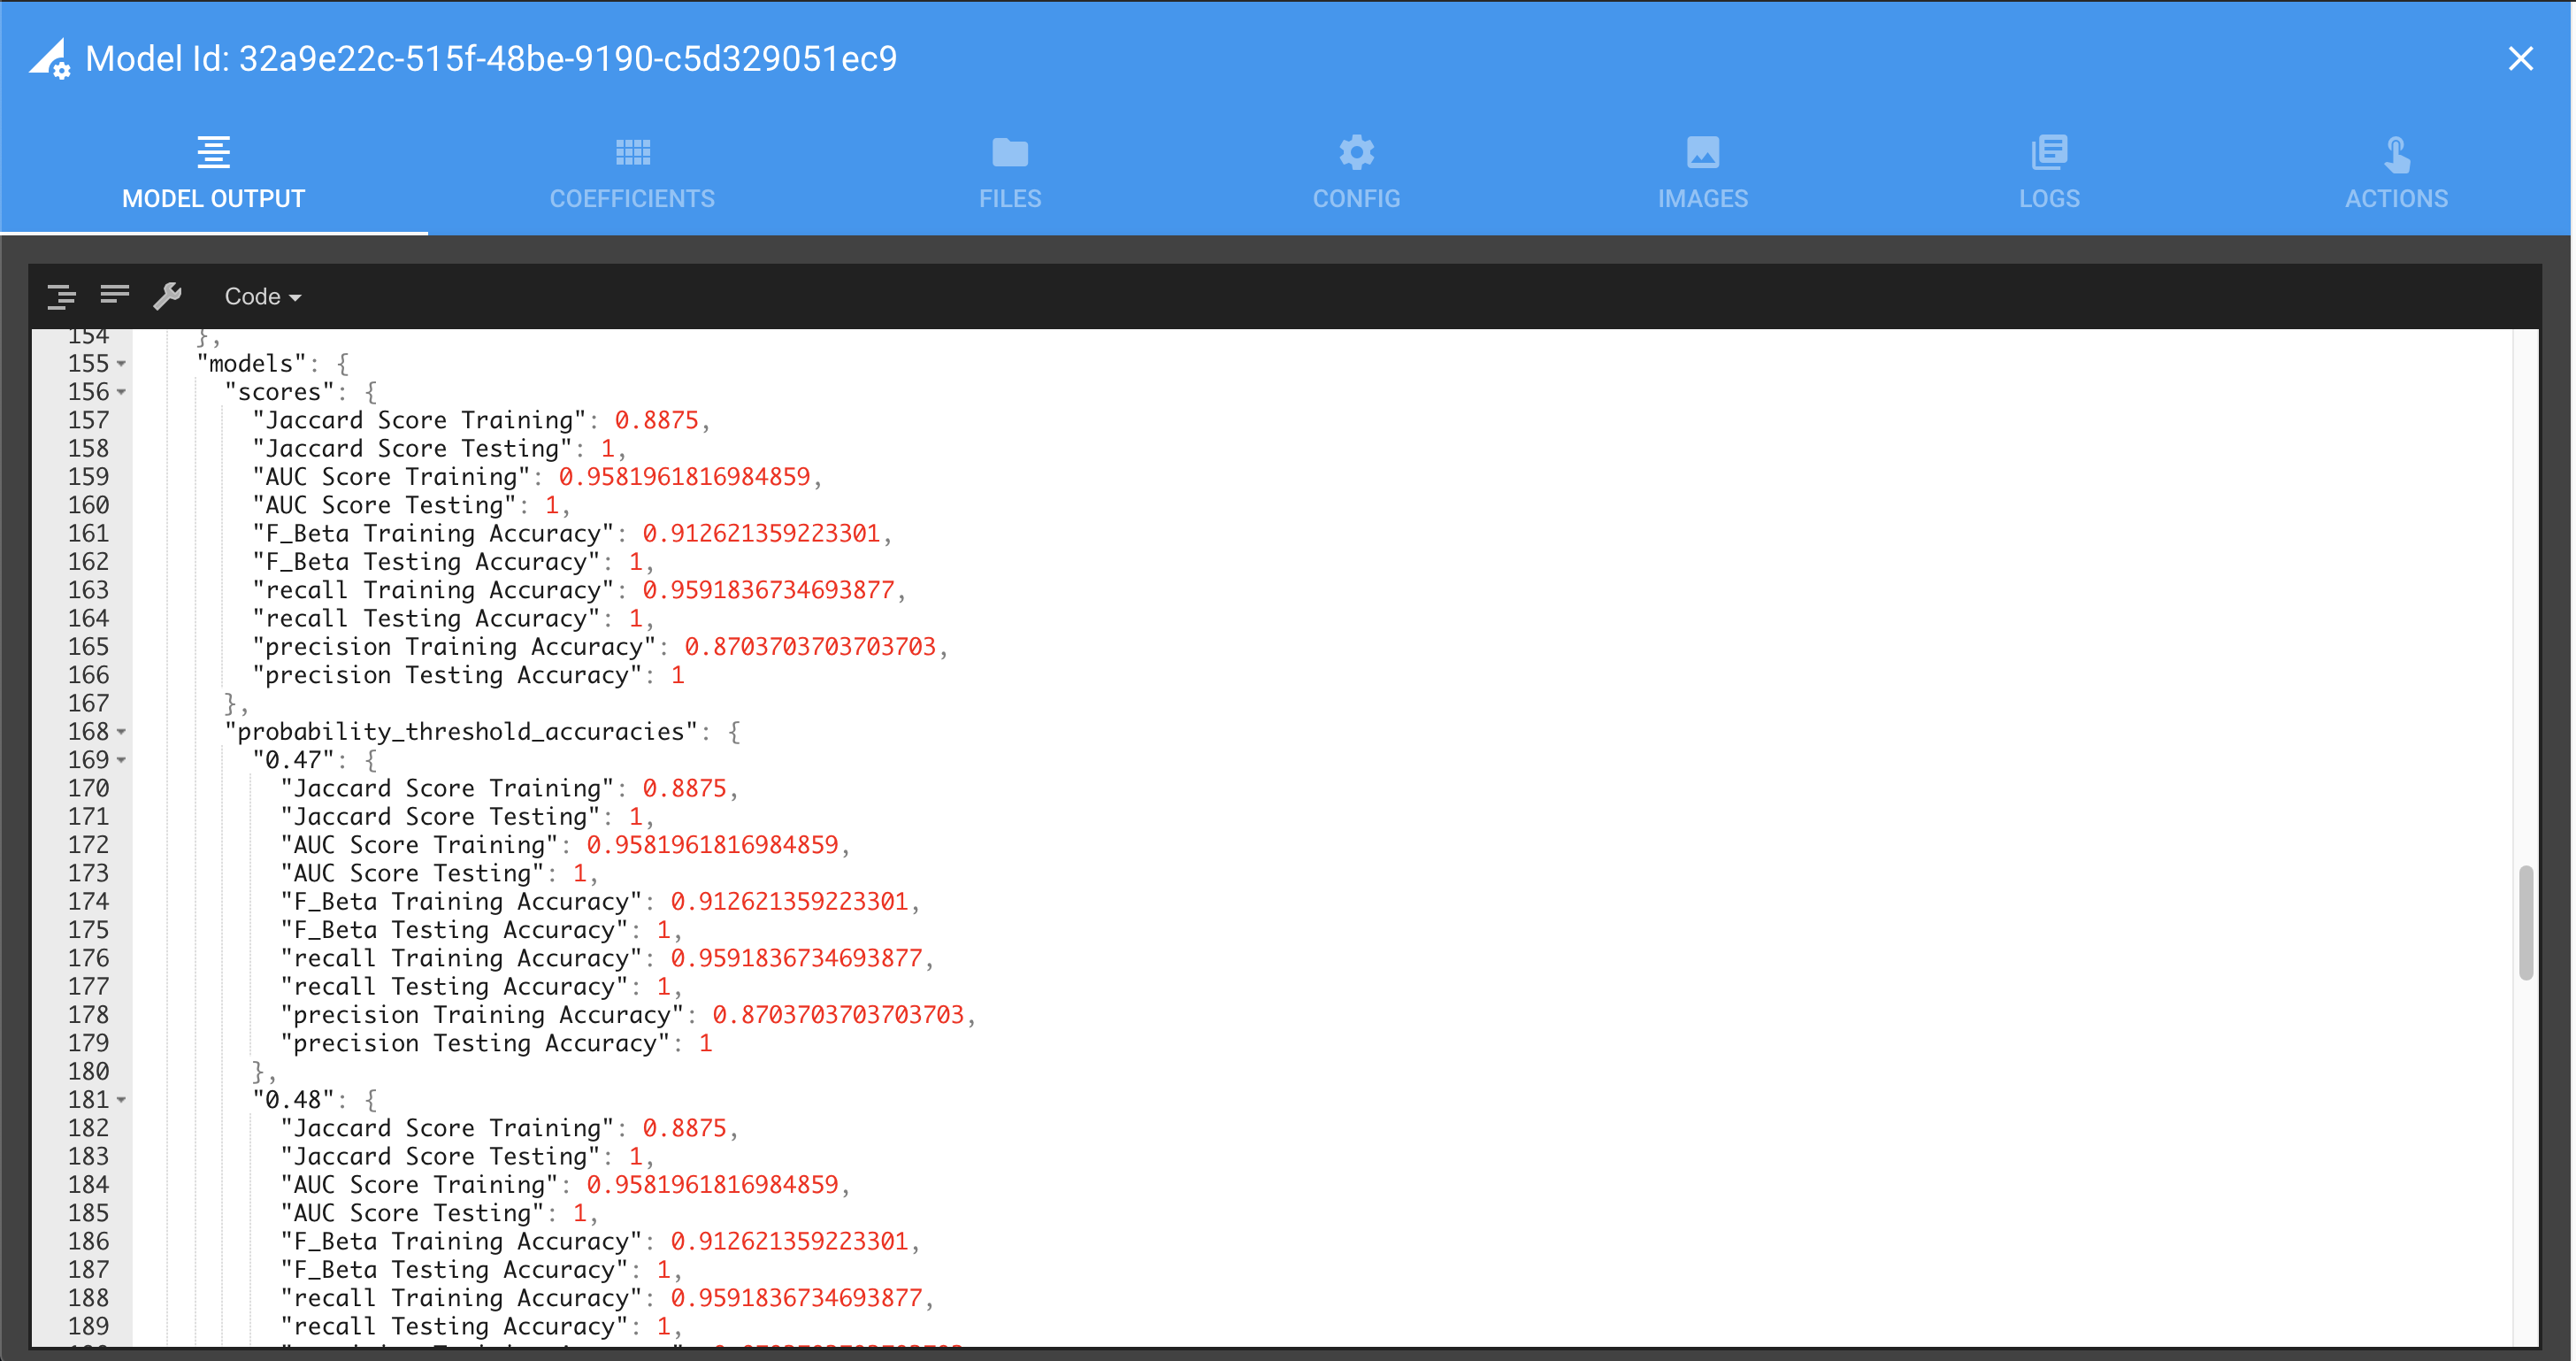 Model Id: 32a9e22c-515f-48be-9190-c5d329051ec9
MODEL OUTPUT COEFFICIENTS FILES CONFIG IMAGES LOGS ACTIONS
Code
154 },
155 "models": {
156 "scores": {
157 "Jaccard Score Training": 0.8875,
158 "Jaccard Score Testing": 1,
159 "AUC Score Training": 0.9581961816984859,
160 "AUC Score Testing": 1,
161 "F_Beta Training Accuracy": 0.912621359223301,
162 "F_Beta Testing Accuracy": 1,
163 "recall Training Accuracy": 0.9591836734693877,
164 "recall Testing Accuracy": 1,
165 "precision Training Accuracy": 0.8703703703703703,
166 "precision Testing Accuracy": 1
167 },
168 "probability_threshold_accuracies": {
169 "0.47": {
170 "Jaccard Score Training": 0.8875,
171 "Jaccard Score Testing": 1,
172 "AUC Score Training": 0.9581961816984859,
173 "AUC Score Testing": 1,
174 "F_Beta Training Accuracy": 0.912621359223301,
175 "F_Beta Testing Accuracy": 1,
176 "recall Training Accuracy": 0.9591836734693877,
177 "recall Testing Accuracy": 1,
178 "precision Training Accuracy": 0.8703703703703703,
179 "precision Testing Accuracy": 1
180 },
181 "0.48": {
182 "Jaccard Score Training": 0.8875,
183 "Jaccard Score Testing": 1,
184 "AUC Score Training": 0.9581961816984859,
185 "AUC Score Testing": 1,
186 "F_Beta Training Accuracy": 0.912621359223301,
187 "F_Beta Testing Accuracy": 1,
188 "recall Training Accuracy": 0.9591836734693877,
189 "recall Testing Accuracy": 1,